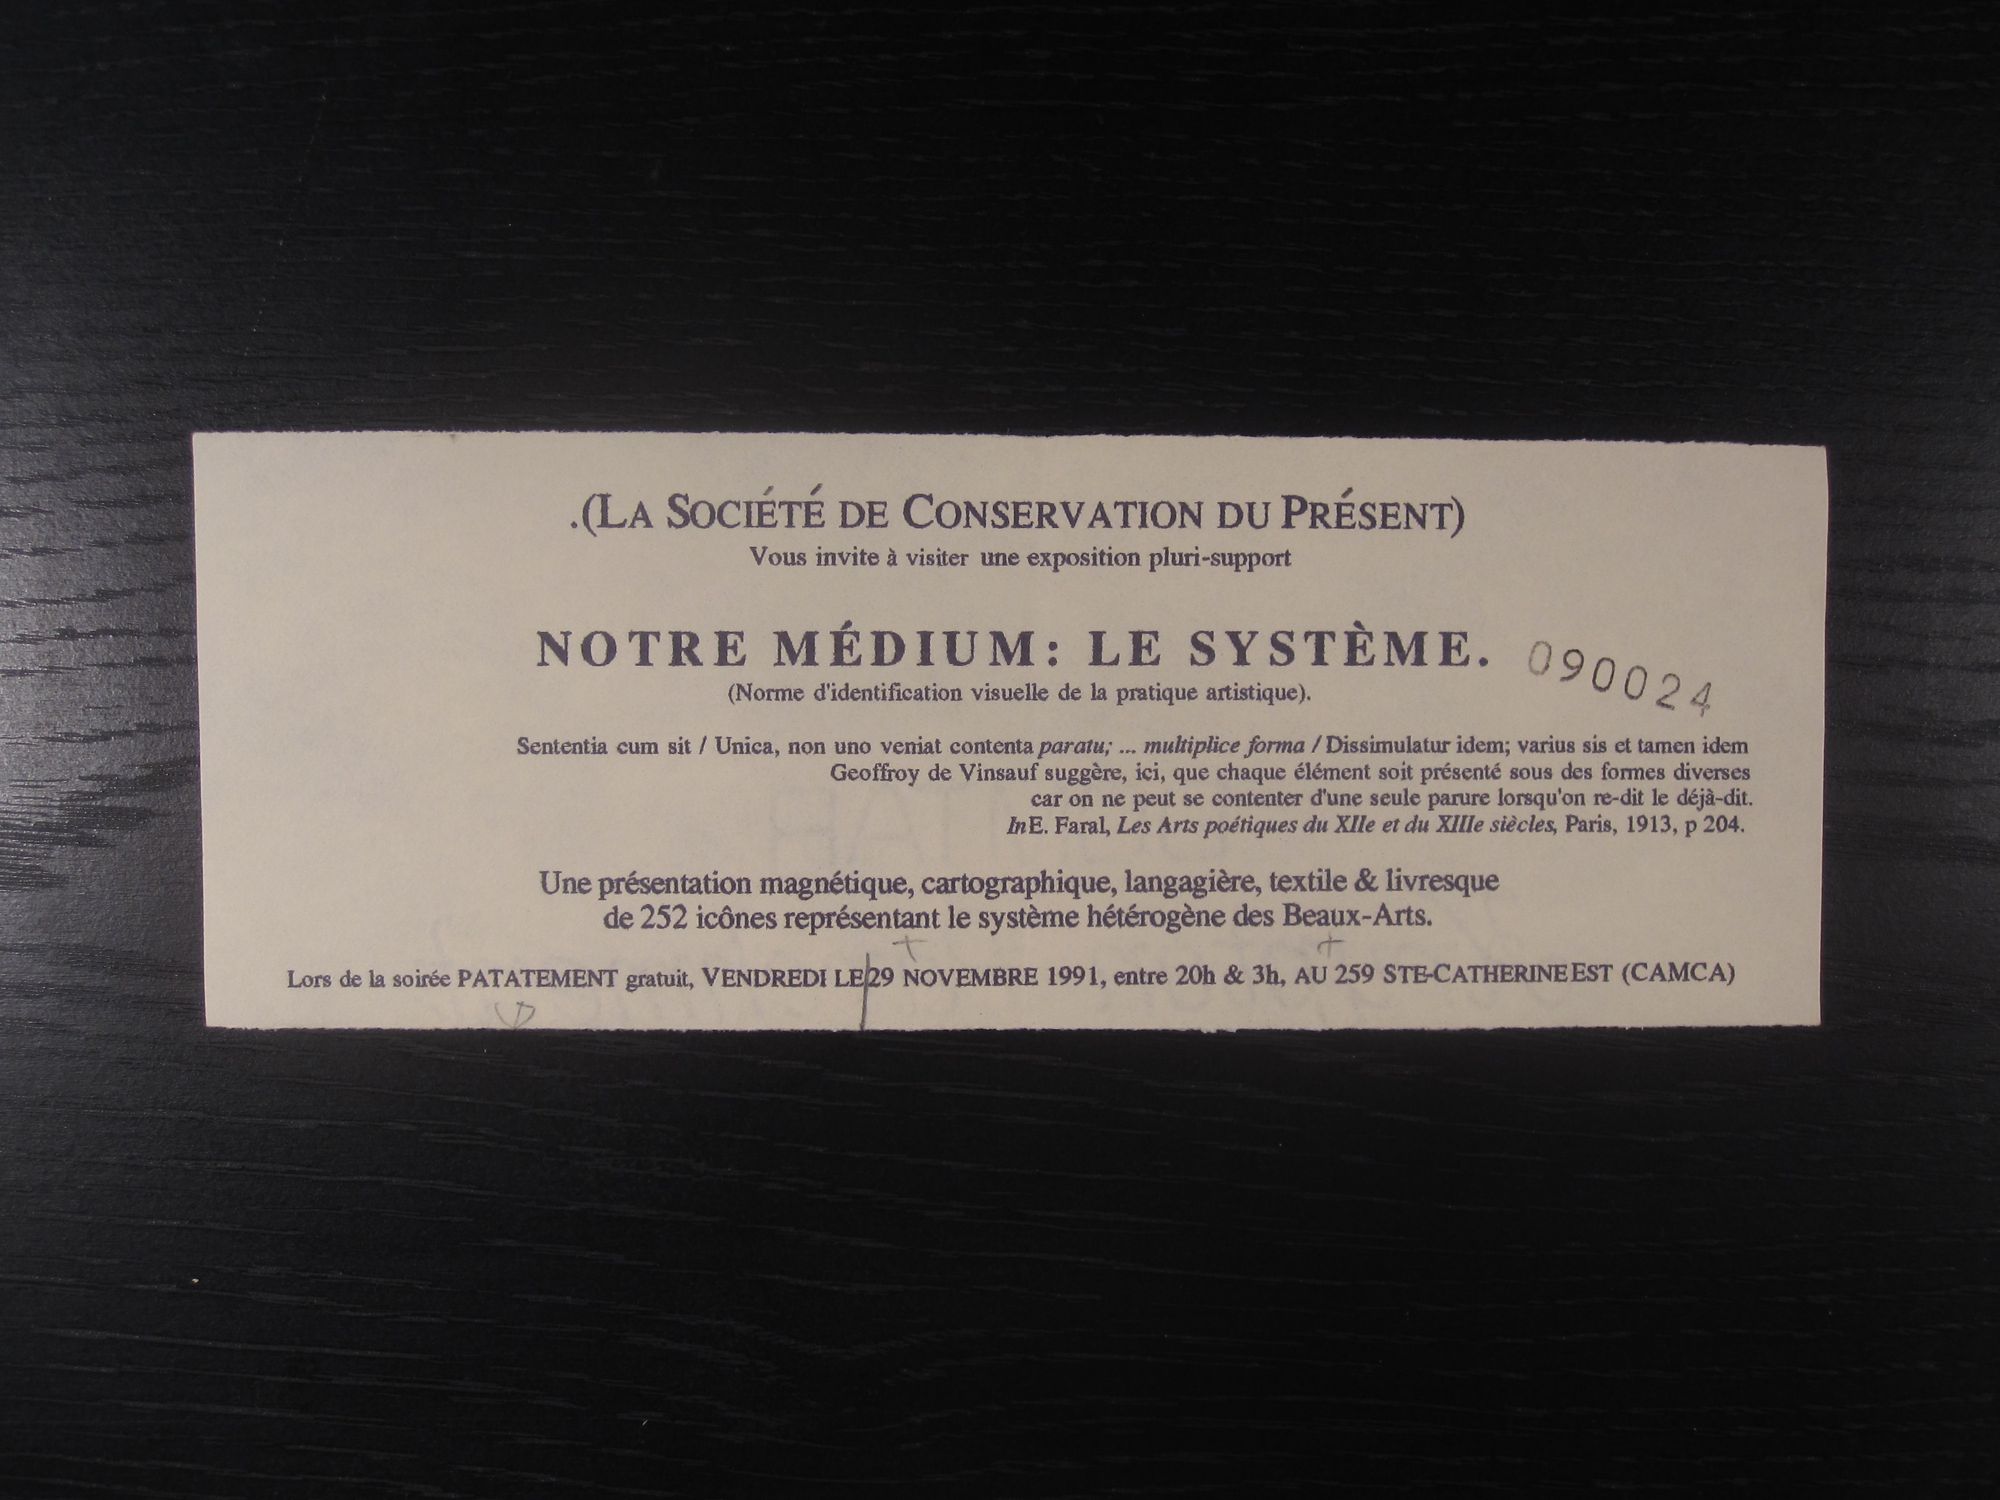 .(LA SOCIÉTÉ DE CONSERVATION DU PRÉSENT)
Vous invite à visiter une exposition pluri-support
NOTRE MÉDIUM: LE SYSTÈME.
090024
(Norme d'identification visuelle de la pratique artistique).
Sententia cum sit / Unica, non uno veniat contenta paratu; ... multiplice forma / Dissimulatur idem; varius sis et tamen idem
Geoffroy de Vinsauf suggère, ici, que chaque élément soit présenté sous des formes diverses
car on ne peut se contenter d'une seule parure lorsqu'on re-dit le déjà-dit.
In E. Faral, Les Arts poétiques du XIIe et du XIIIe siècles, Paris, 1913, p 204.
Une présentation magnétique, cartographique, langagière, textile & livresque
de 252 icônes représentant le système hétérogène des Beaux-Arts.
Lors de la soirée PATATEMENT gratuit, VENDREDI LE 29 NOVEMBRE 1991, entre 20h & 3h, AU 259 STE-CATHERINE EST (CAMCA)